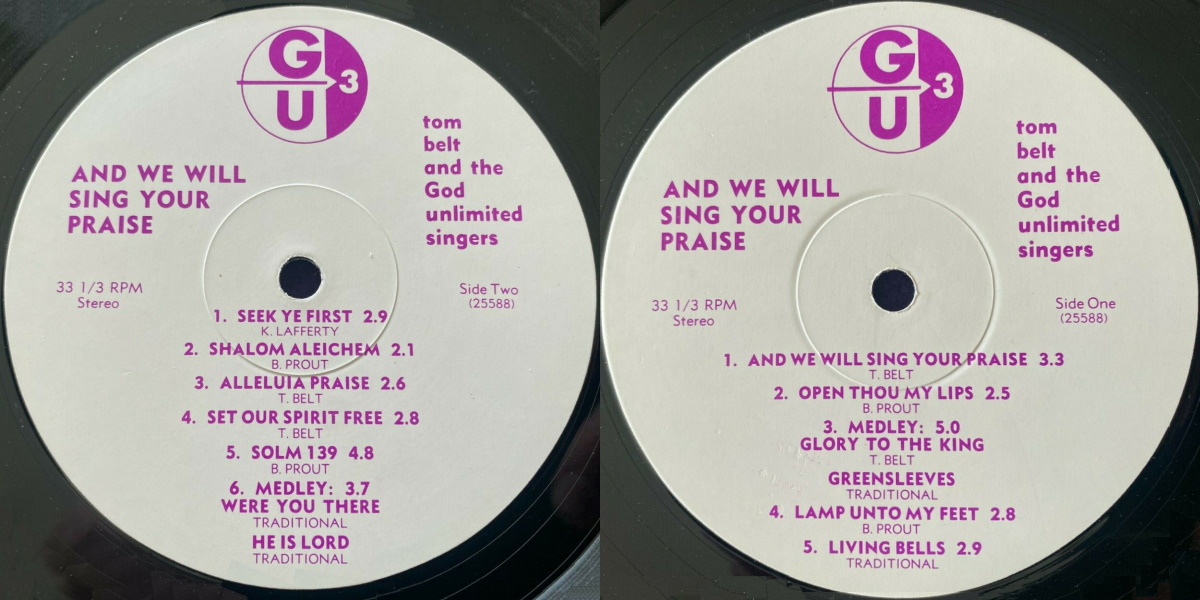 G
U
3
tom
belt
and the
God
unlimited
singers
AND WE WILL
SING YOUR
PRAISE
33 1/3 RPM
Stereo
Side Two
(25588)
1. SEEK YE FIRST 2.9
K. LAFFERTY
2. SHALOM ALEICHEM 2.1
B. PROUT
3. ALLELUIA PRAISE 2.6
T. BELT
4. SET OUR SPIRIT FREE 2.8
T. BELT
5. SOLM 139 4.8
B. PROUT
6. MEDLEY: 3.7
WERE YOU THERE
TRADITIONAL
HE IS LORD
TRADITIONAL
G
U
3
tom
belt
and the
God
unlimited
singers
AND WE WILL
SING YOUR
PRAISE
33 1/3 RPM
Stereo
Side One
(25588)
1. AND WE WILL SING YOUR PRAISE 3.3
T. BELT
2. OPEN THOU MY LIPS 2.5
B. PROUT
3. MEDLEY: 5.0
GLORY TO THE KING
T. BELT
GREENSLEEVES
TRADITIONAL
4. LAMP UNTO MY FEET 2.8
B. PROUT
5. LIVING BELLS 2.9
TRADITIONAL